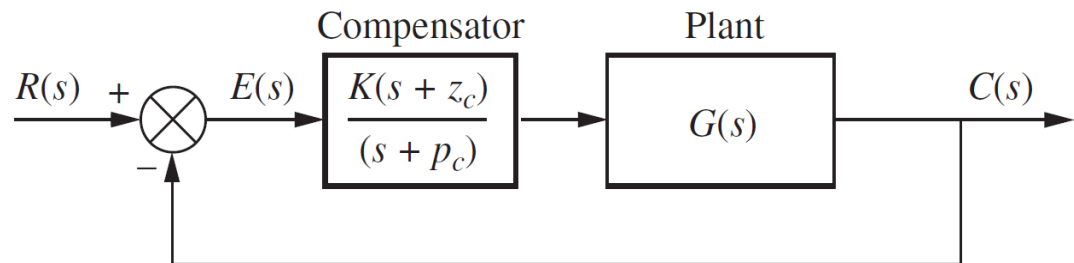 Compensator Plant
R(s) + E(s) K(s + z_c) C(s)
G(s)
(s + p_c)
−